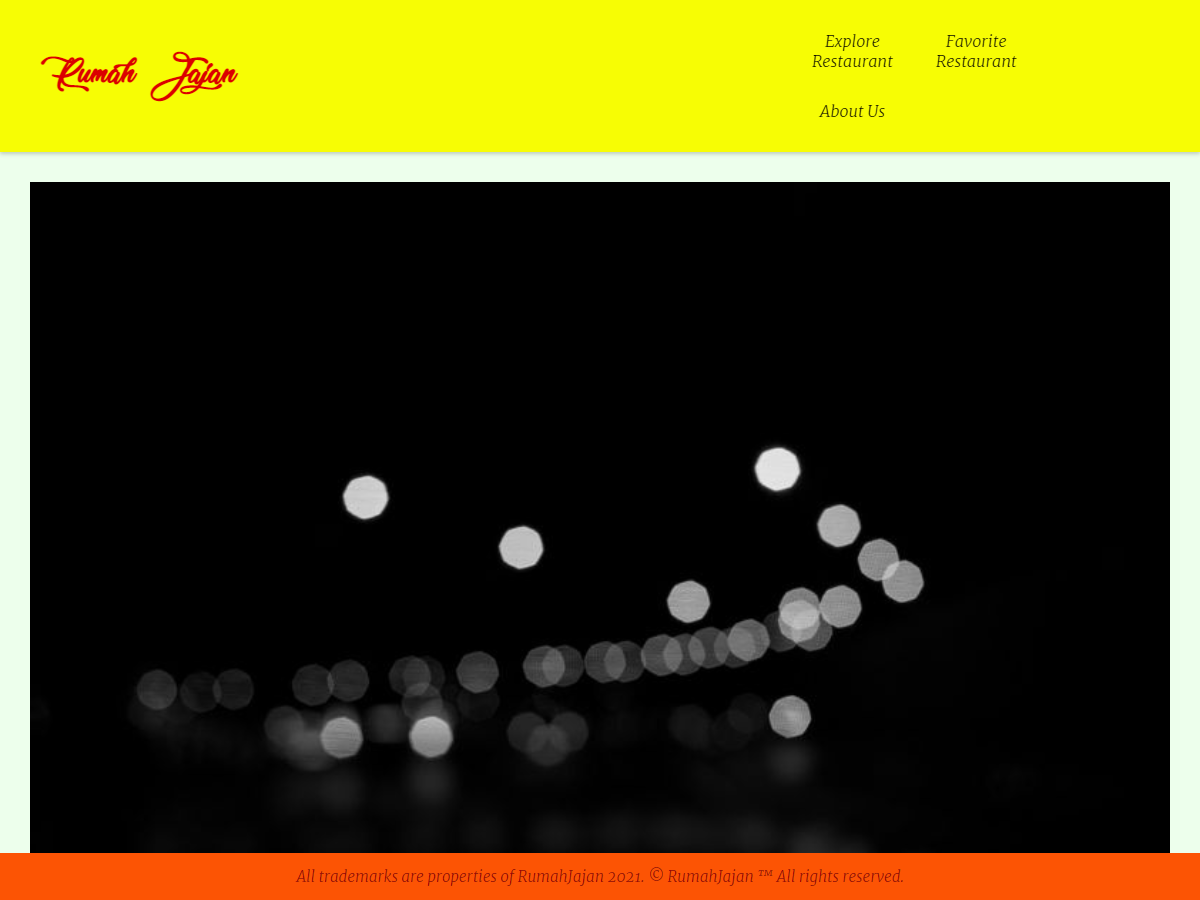 Rumah Jajan
Explore
Restaurant
Favorite
Restaurant
About Us
All trademarks are properties of RumahJajan 2021. © RumahJajan ™ All rights reserved.